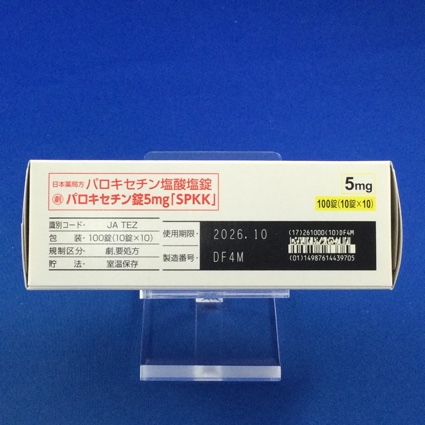 日本薬局方 パロキセチン塩酸塩錠
劇 パロキセチン錠5mg「SPKK」
5mg
100錠(10錠×10)
識別コード・ JA TEZ
包 装・100錠(10錠×10)
規制区分・ 劇、要処方
貯 法・ 室温保存
使用期限・ 2026.10
製造番号・ DF4M
(17)261000(10)DF4M
(01)14987614439705